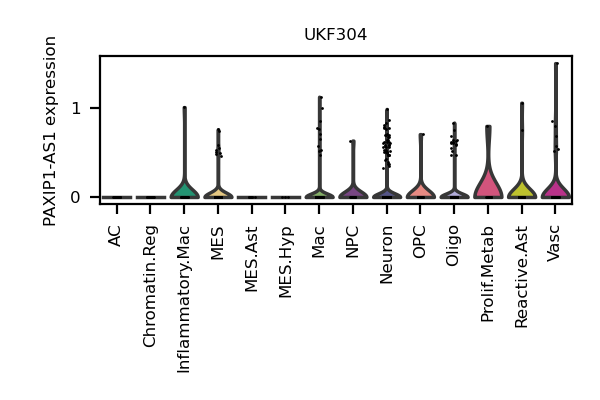 UKF304
PAXIP1-AS1 expression
1
0
AC
Chromatin.Reg
Inflammatory.Mac
MES
MES.Ast
MES.Hyp
Mac
NPC
Neuron
OPC
Oligo
Prolif.Metab
Reactive.Ast
Vasc